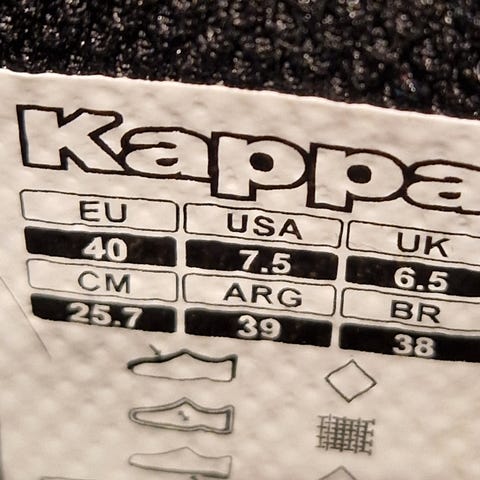 Kappa
EU USA UK
40 7.5 6.5
CM ARG BR
25.7 39 38